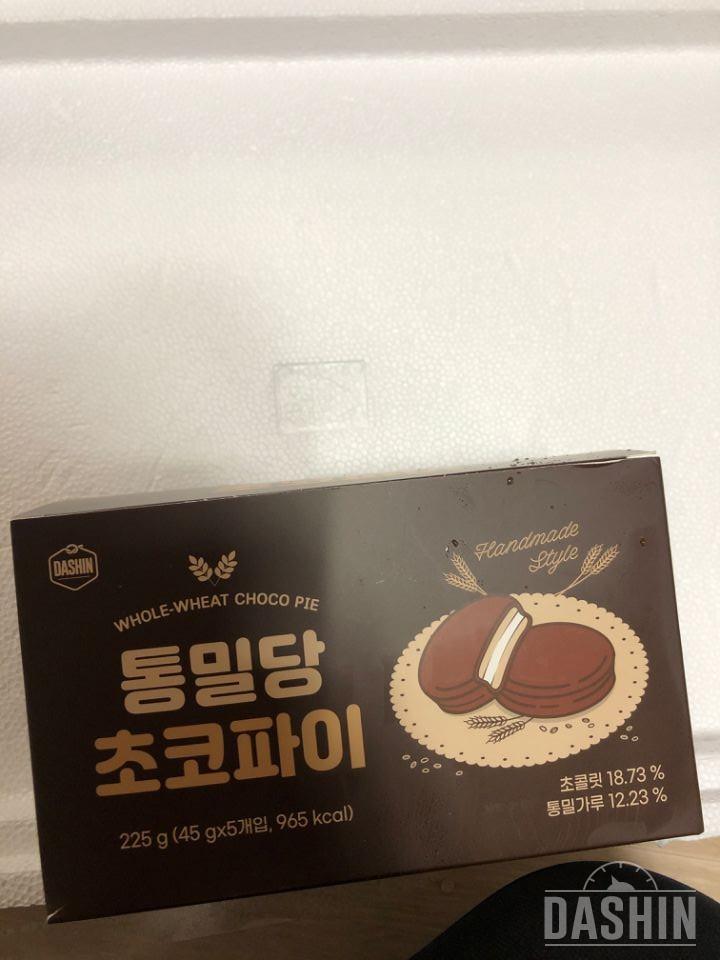 DASHIN
WHOLE-WHEAT CHOCO PIE
통밀당
초코파이
225 g (45 gx5개입, 965 kcal)
Handmade
Style
초콜릿 18.73 %
통밀가루 12.23 %
DASHIN